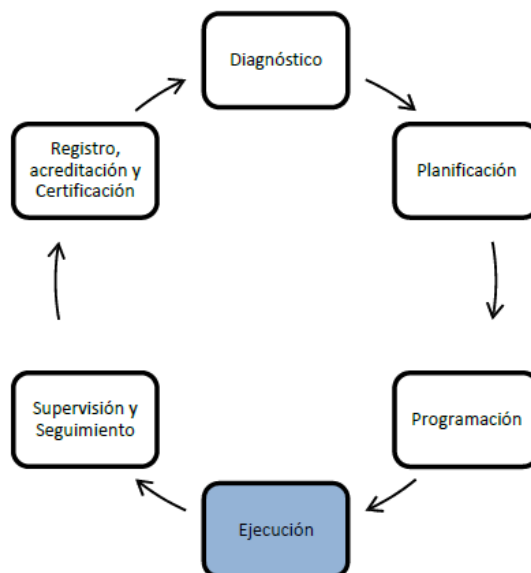 Diagnóstico
Registro,
acreditación y
Certificación
Planificación
Supervisión y
Seguimiento
Programación
Ejecución